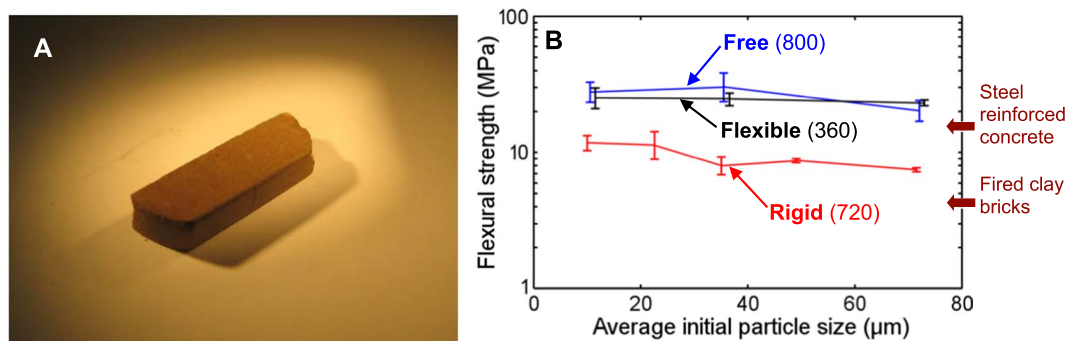 A
B
Flexural strength (MPa)
100
10
1
Free (800)
Flexible (360)
Rigid (720)
0
20
40
60
80
Average initial particle size (μm)
Steel
reinforced
concrete
Fired clay
bricks